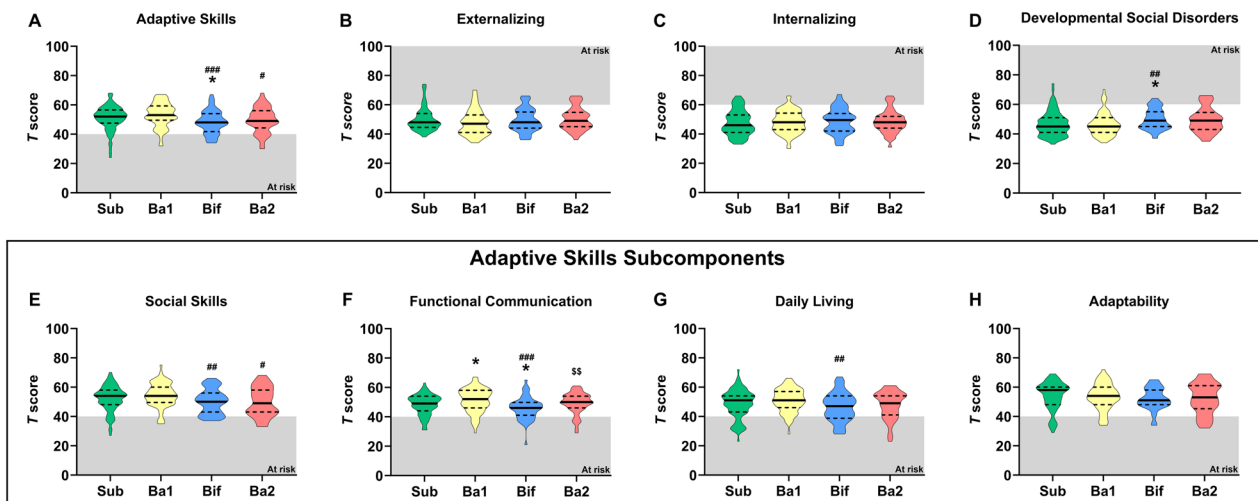 A Adaptive Skills
T score
100
80
60
40
20
0
###
*
#
At risk
Sub Ba1 Bif Ba2
B Externalizing
T score
100
80
60
40
20
0
At risk
Sub Ba1 Bif Ba2
C Internalizing
T score
100
80
60
40
20
0
At risk
Sub Ba1 Bif Ba2
D Developmental Social Disorders
T score
100
80
60
40
20
0
At risk
##
*
Sub Ba1 Bif Ba2
Adaptive Skills Subcomponents
E Social Skills
T score
100
80
60
40
20
0
##
#
At risk
Sub Ba1 Bif Ba2
F Functional Communication
T score
100
80
60
40
20
0
*
###
*
$$
At risk
Sub Ba1 Bif Ba2
G Daily Living
T score
100
80
60
40
20
0
##
At risk
Sub Ba1 Bif Ba2
H Adaptability
T score
100
80
60
40
20
0
At risk
Sub Ba1 Bif Ba2